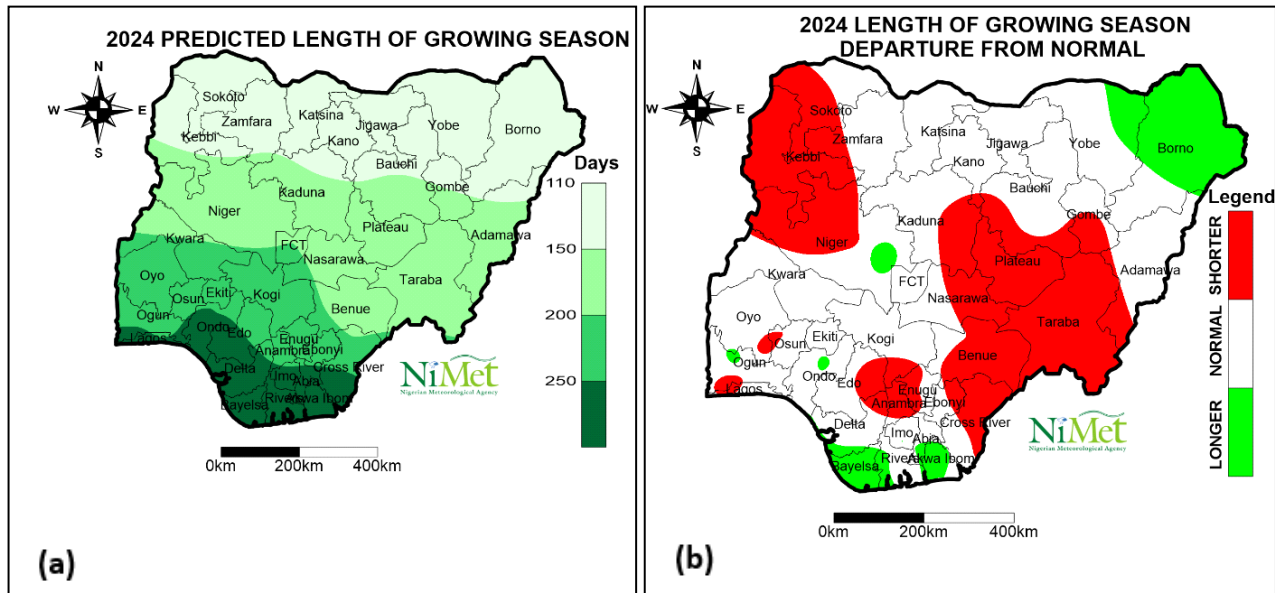 2024 PREDICTED LENGTH OF GROWING SEASON
N
W E
S
Sokoto
Zamfara
Katsina
Kano
Jigawa
Yobe
Borno
Kebbi
Bauchi
Gombe
Kaduna
Niger
Plateau
Adamawa
Kwara
FCT
Nasarawa
Taraba
Oyo
Osun
Ekiti
Kogi
Benue
Ogun
Ondo
Edo
Enugu
Lagos
Anambra
Ebonyi
Delta
Imo
Abia
Cross River
Bayelsa
Rivers
Akwa Ibom
Days
110
150
200
250
NiMet
Nigerian Meteorological Agency
0km 200km 400km
(a)
2024 LENGTH OF GROWING SEASON
DEPARTURE FROM NORMAL
N
W E
S
Sokoto
Zamfara
Katsina
Kano
Jigawa
Yobe
Borno
Kebbi
Bauchi
Gombe
Kaduna
Niger
Plateau
Adamawa
Kwara
FCT
Nasarawa
Taraba
Oyo
Osun
Ekiti
Kogi
Benue
Ogun
Ondo
Edo
Enugu
Lagos
Anambra
Ebonyi
Delta
Imo
Abia
Cross River
Bayelsa
Rivers
Akwa Ibom
Legend
SHORTER
NORMAL
LONGER
NiMet
Nigerian Meteorological Agency
0km 200km 400km
(b)